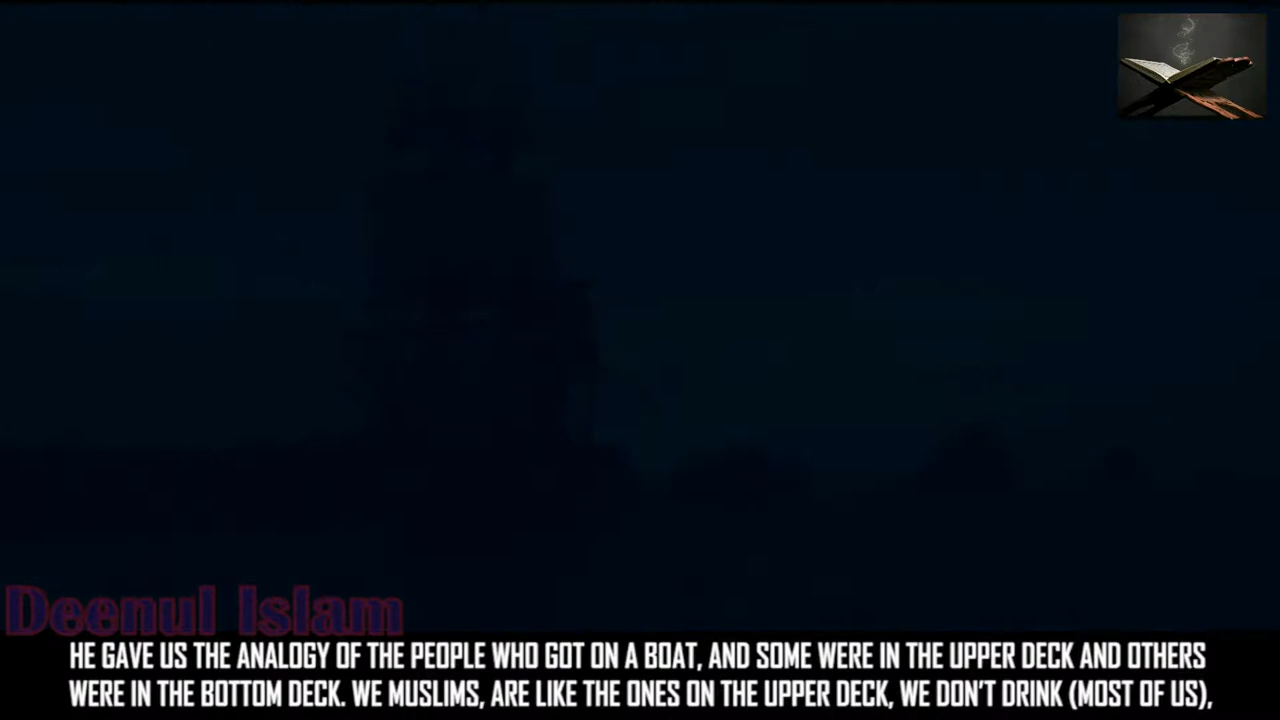 Deenul Islam
HE GAVE US THE ANALOGY OF THE PEOPLE WHO GOT ON A BOAT, AND SOME WERE IN THE UPPER DECK AND OTHERS
WERE IN THE BOTTOM DECK. WE MUSLIMS, ARE LIKE THE ONES ON THE UPPER DECK, WE DON'T DRINK (MOST OF US),